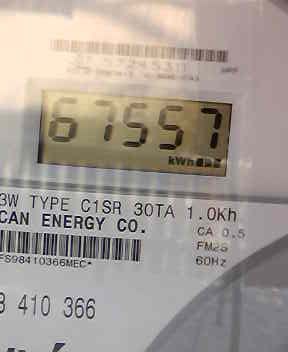 67557
kWh
3W TYPE C1SR 30TA 1.0Kh
CAN ENERGY CO.
CA 0.5
FM2S
60Hz
FS98410366MEC*
8 410 366